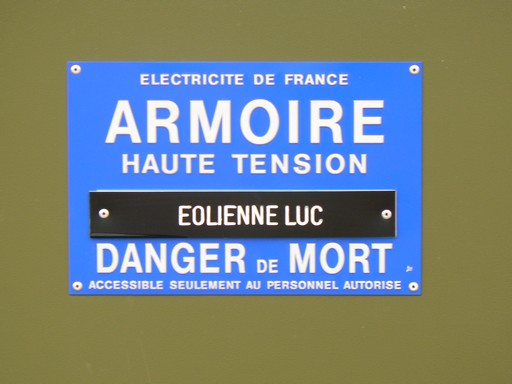 ELECTRICITE DE FRANCE
ARMOIRE
HAUTE TENSION
EOLIENNE LUC
DANGER DE MORT
ACCESSIBLE SEULEMENT AU PERSONNEL AUTORISE